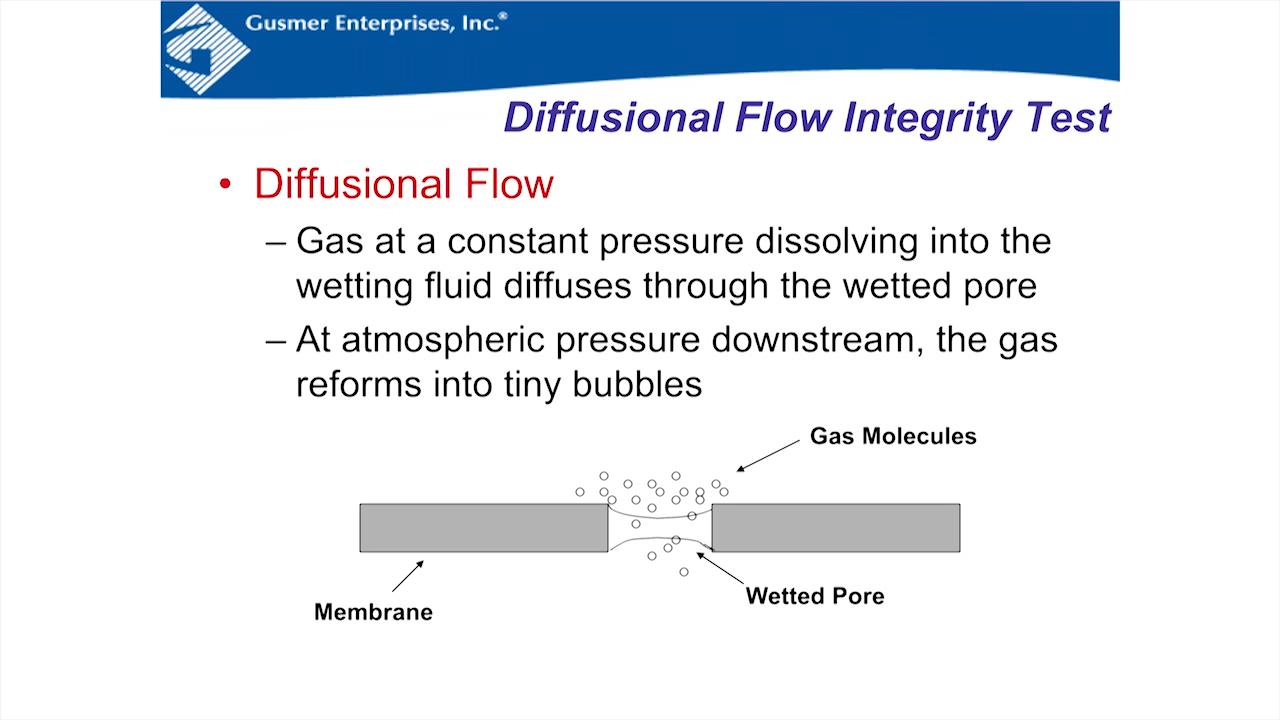 Gusmer Enterprises, Inc.®
Diffusional Flow Integrity Test
• Diffusional Flow
– Gas at a constant pressure dissolving into the
wetting fluid diffuses through the wetted pore
– At atmospheric pressure downstream, the gas
reforms into tiny bubbles
Gas Molecules
Wetted Pore
Membrane